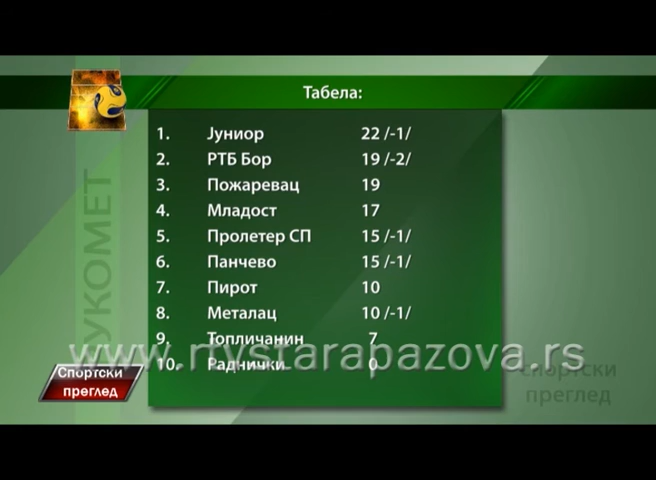 Табела:
1. Јуниор 22 /-1/
2. РТБ Бор 19 /-2/
3. Пожаревац 19
4. Младост 17
5. Пролетер СП 15 /-1/
6. Панчево 15 /-1/
7. Пирот 10
8. Металац 10 /-1/
9. Топличанин 7
10. Раднички 0
РУКОМЕТ
www.rtvstarapazova.rs
Спортски
преглед
Спортски
преглед